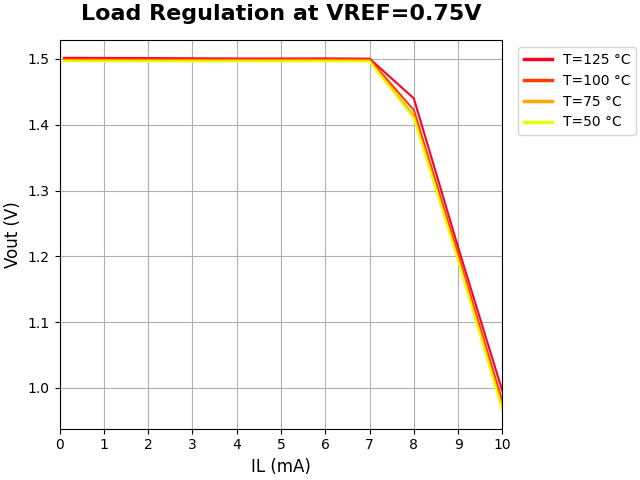 Load Regulation at VREF=0.75V
Vout (V)
1.5
1.4
1.3
1.2
1.1
1.0
0 1 2 3 4 5 6 7 8 9 10
IL (mA)
T=125 °C
T=100 °C
T=75 °C
T=50 °C